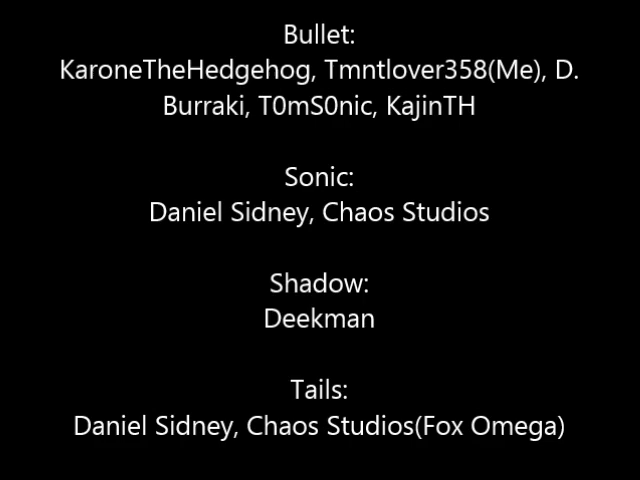 Bullet:
KaroneTheHedgehog, Tmntlover358(Me), D.
Burraki, T0mS0nic, KajinTH
Sonic:
Daniel Sidney, Chaos Studios
Shadow:
Deekman
Tails:
Daniel Sidney, Chaos Studios(Fox Omega)